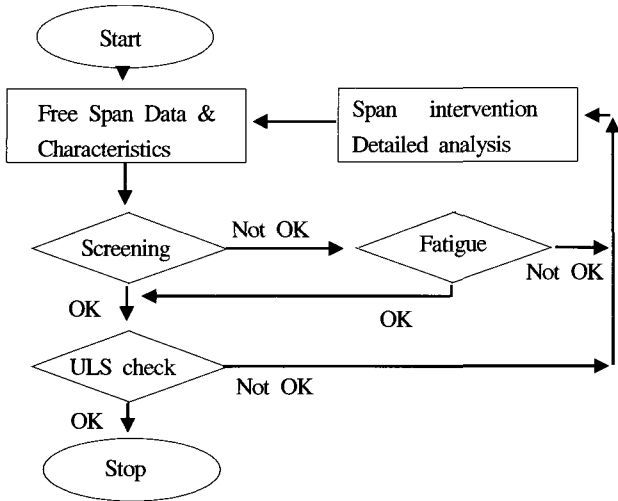 Start
Free Span Data &
Characteristics
Span intervention
Detailed analysis
Screening
Not OK
Fatigue
Not OK
OK
OK
ULS check
Not OK
OK
Stop